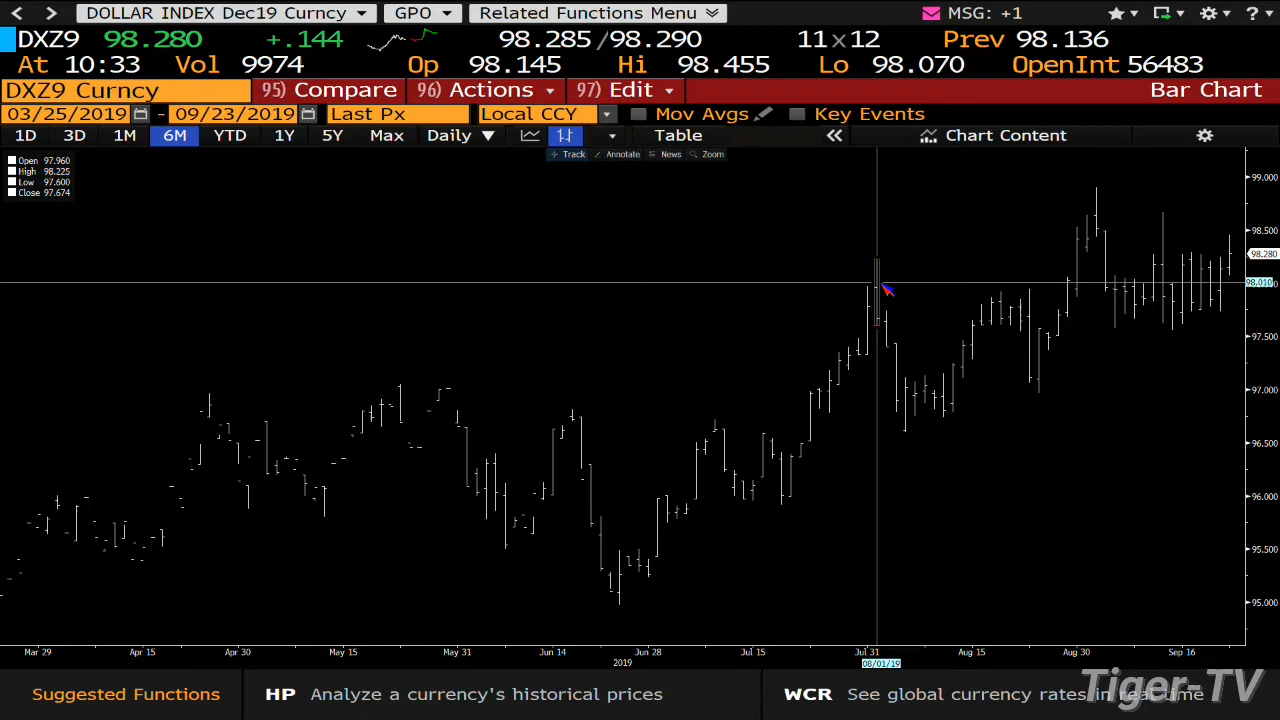 DOLLAR INDEX Dec19 Curncy GPO Related Functions Menu MSG: +1 ?
DXZ9 98.280 +.144 98.285/98.290 11x12 Prev 98.136
At 10:33 Vol 9974 Op 98.145 Hi 98.455 Lo 98.070 OpenInt 56483
DXZ9 Curncy 95) Compare 96) Actions 97) Edit Bar Chart
03/25/2019 - 09/23/2019 Last Px Local CCY Mov Avgs Key Events
1D 3D 1M 6M YTD 1Y 5Y Max Daily ▼ Table « Chart Content
Track Annotate News Zoom
Open 97.960
High 98.225
Low 97.600
Close 97.674
99.000
98.500
98.280
98.010
97.500
97.000
96.500
96.000
95.500
95.000
Mar 29 Apr 15 Apr 30 May 15 May 31 Jun 14 Jun 28 Jul 15 Jul 31 Aug 15 Aug 30 Sep 16
2019 08/01/19
Suggested Functions HP Analyze a currency's historical prices WCR See global currency rates in real time
Tiger-TV